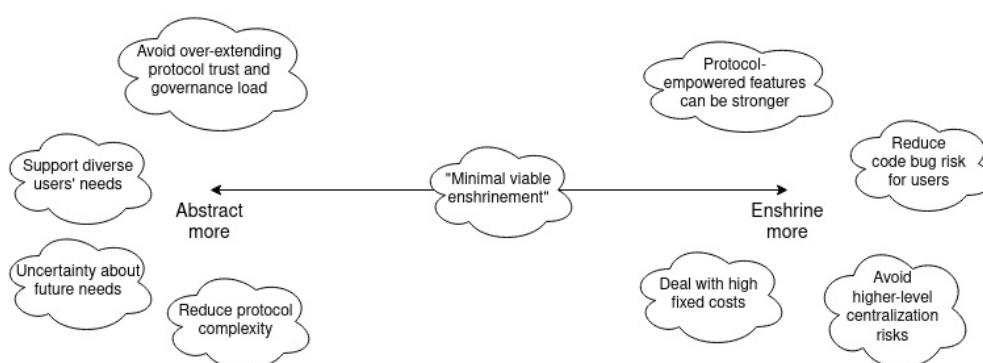 Avoid over-extending
protocol trust and
governance load
Protocol-
empowered features
can be stronger
Support diverse
users' needs
"Minimal viable
enshrinement"
Reduce
code bug risk
for users
Abstract
more
Enshrine
more
Uncertainty about
future needs
Reduce protocol
complexity
Deal with high
fixed costs
Avoid
higher-level
centralization
risks